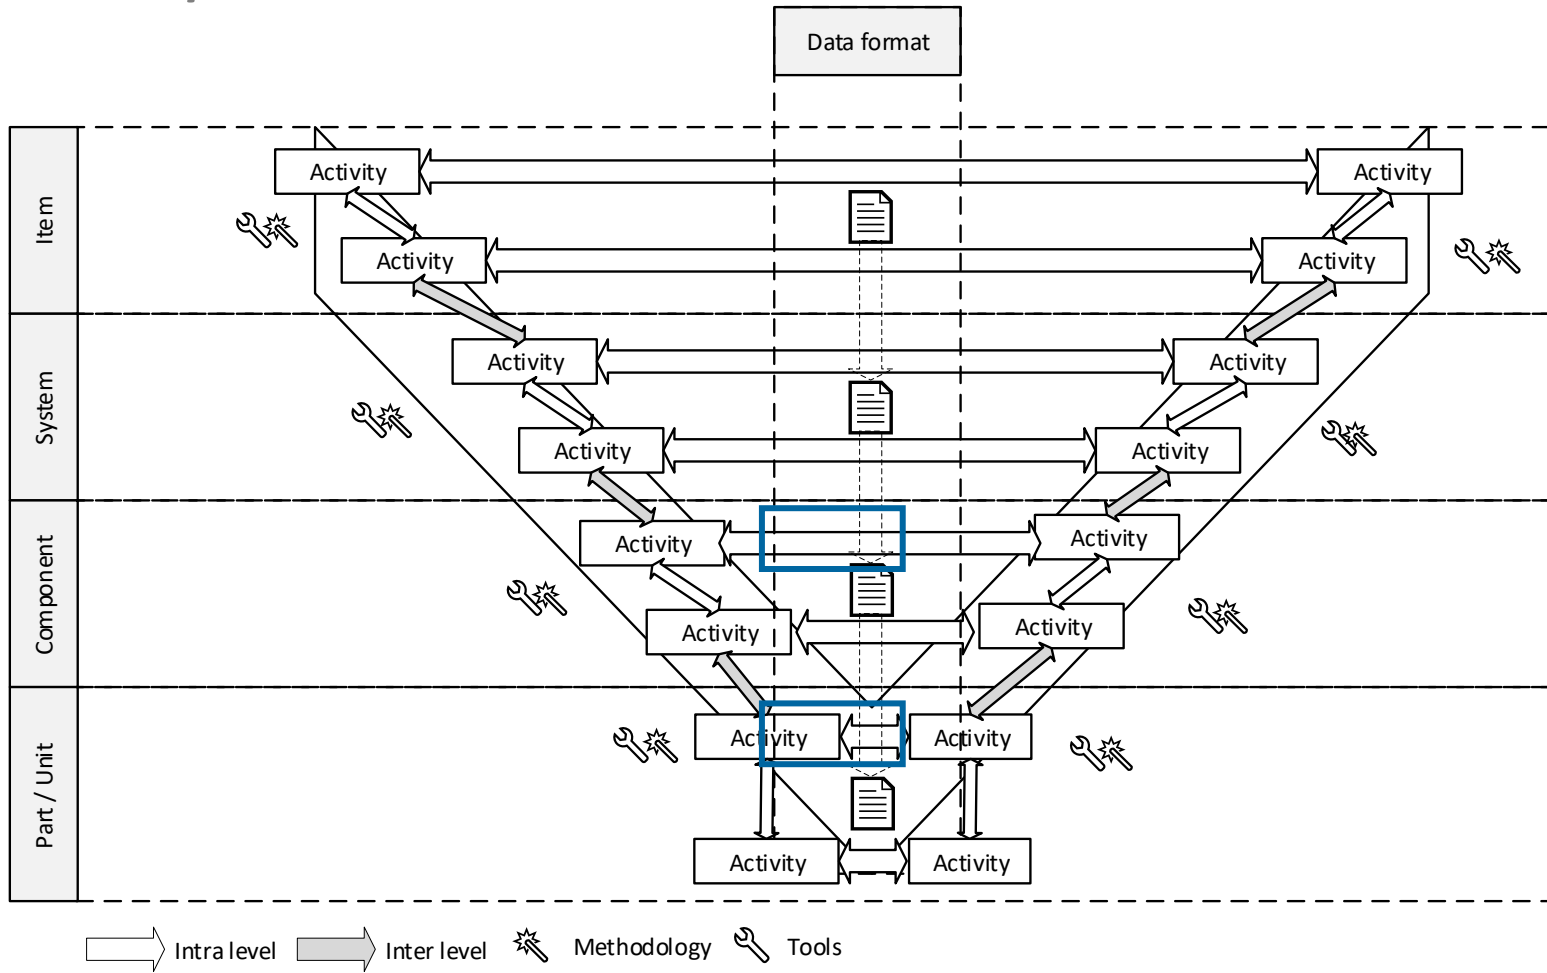 Data format
Item
Activity
Activity
Activity
Activity
System
Activity
Activity
Activity
Activity
Component
Activity
Activity
Activity
Activity
Part / Unit
Activity
Activity
Activity
Activity
Intra level
Inter level
Methodology
Tools